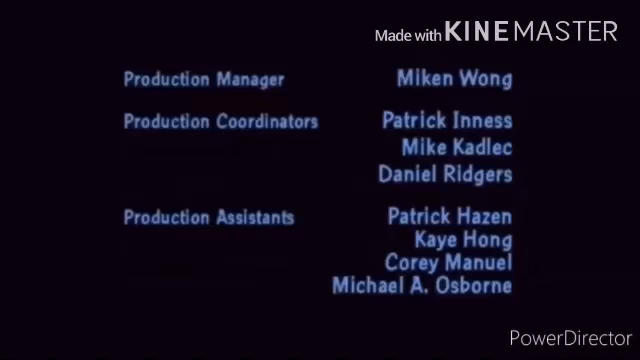 Made with KINEMASTER
Production Manager Miken Wong
Production Coordinators Patrick Inness
Mike Kadlec
Daniel Ridgers
Production Assistants Patrick Hazen
Kaye Hong
Corey Manuel
Michael A. Osborne
PowerDirector